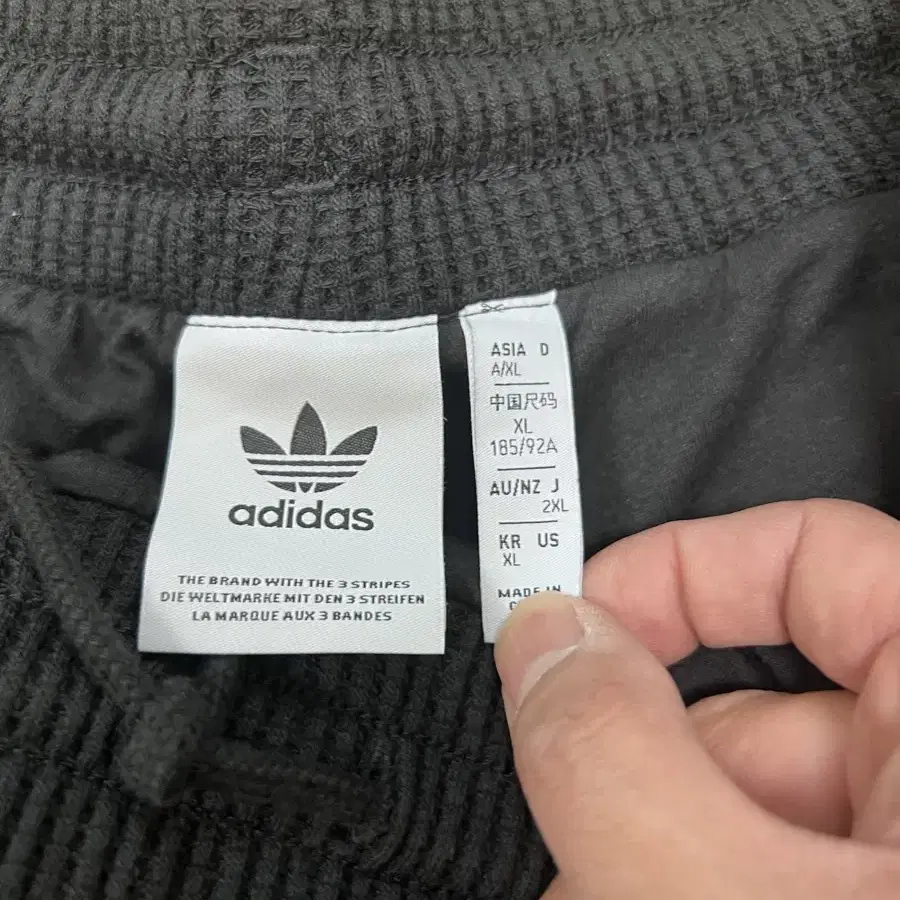 adidas
THE BRAND WITH THE 3 STRIPES
DIE WELTMARKE MIT DEN 3 STREIFEN
LA MARQUE AUX 3 BANDES
ASIA D
A/XL
中国尺码
XL
185/92A
AU/NZ J
2XL
KR US
XL
MADE IN